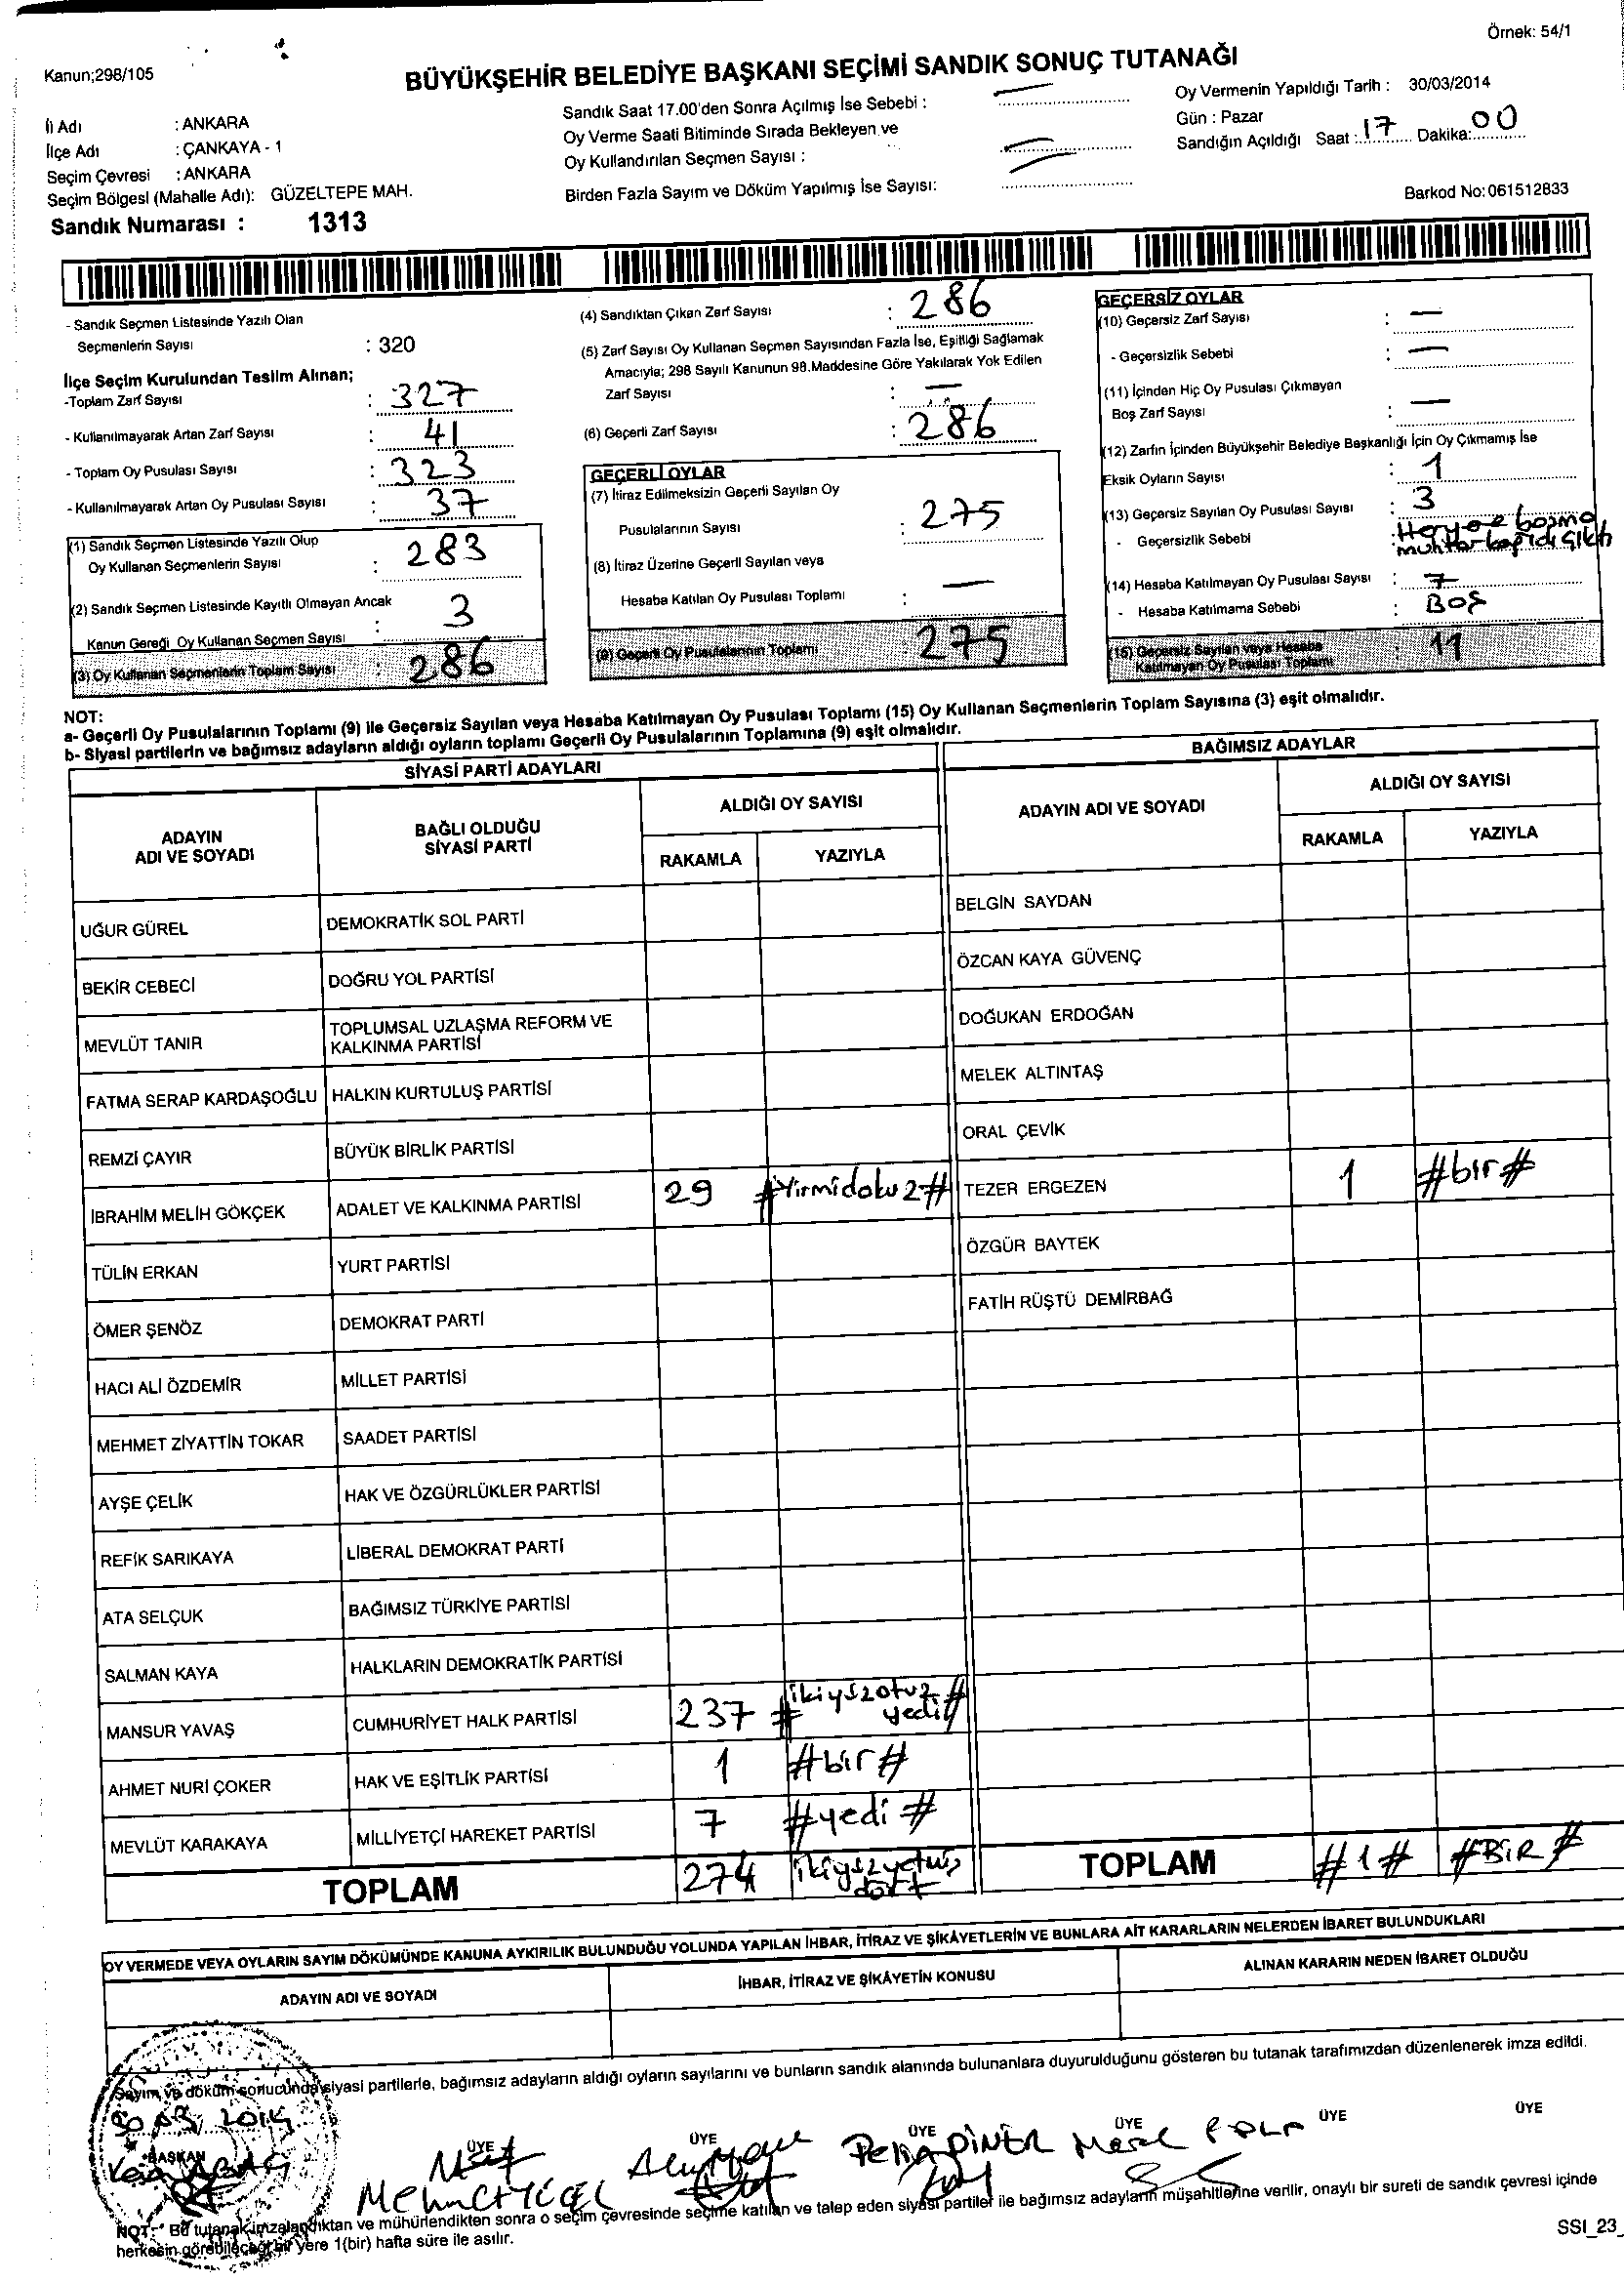 Örnek: 54/1
Kanun;298/105
BÜYÜKŞEHİR BELEDİYE BAŞKANI SEÇİMİ SANDIK SONUÇ TUTANAĞI
İl Adı : ANKARA
İlçe Adı : ÇANKAYA - 1
Seçim Çevresi : ANKARA
Seçim Bölgesi (Mahalle Adı): GÜZELTEPE MAH.
Sandık Numarası : 1313
Sandık Saat 17.00'den Sonra Açılmış İse Sebebi : —
Oy Verme Saati Bitiminde Sırada Bekleyen ve
Oy Kullandırılan Seçmen Sayısı : —
Birden Fazla Sayım ve Döküm Yapılmış İse Sayısı: —
Oy Vermenin Yapıldığı Tarih : 30/03/2014
Gün : Pazar
Sandığın Açıldığı Saat : 17 Dakika: 00
Barkod No: 061512833
- Sandık Seçmen Listesinde Yazılı Olan
Seçmenlerin Sayısı : 320
İlçe Seçim Kurulundan Teslim Alınan;
-Toplam Zarf Sayısı : 327
- Kullanılmayarak Artan Zarf Sayısı : 41
- Toplam Oy Pusulası Sayısı : 323
- Kullanılmayarak Artan Oy Pusulası Sayısı : 37
(1) Sandık Seçmen Listesinde Yazılı Olup
Oy Kullanan Seçmenlerin Sayısı : 283
(2) Sandık Seçmen Listesinde Kayıtlı Olmayan Ancak
Kanun Gereği Oy Kullanan Seçmen Sayısı : 3
(3) Oy Kullanan Seçmenlerin Toplam Sayısı : 286
(4) Sandıktan Çıkan Zarf Sayısı : 286
(5) Zarf Sayısı Oy Kullanan Seçmen Sayısından Fazla İse, Eşitliği Sağlamak
Amacıyla; 298 Sayılı Kanunun 98.Maddesine Göre Yakılarak Yok Edilen
Zarf Sayısı : —
(6) Geçerli Zarf Sayısı : 286
GEÇERLİ OYLAR
(7) İtiraz Edilmeksizin Geçerli Sayılan Oy
Pusulalarının Sayısı : 275
(8) İtiraz Üzerine Geçerli Sayılan veya
Hesaba Katılan Oy Pusulası Toplamı : —
(9) Geçerli Oy Pusulalarının Toplamı 275
GEÇERSİZ OYLAR
(10) Geçersiz Zarf Sayısı : —
- Geçersizlik Sebebi : —
(11) İçinden Hiç Oy Pusulası Çıkmayan
Boş Zarf Sayısı : —
(12) Zarfın İçinden Büyükşehir Belediye Başkanlığı İçin Oy Çıkmamış İse
Eksik Oyların Sayısı : 1
(13) Geçersiz Sayılan Oy Pusulası Sayısı : 3
- Geçersizlik Sebebi :
(14) Hesaba Katılmayan Oy Pusulası Sayısı : 7
- Hesaba Katılmama Sebebi : Boş
(15) Geçersiz Sayılan veya Hesaba
Katılmayan Oy Pusulası Toplamı : 11
NOT:
a- Geçerli Oy Pusulalarının Toplamı (9) ile Geçersiz Sayılan veya Hesaba Katılmayan Oy Pusulası Toplamı (15) Oy Kullanan Seçmenlerin Toplam Sayısına (3) eşit olmalıdır.
b- Siyasi partilerin ve bağımsız adayların aldığı oyların toplamı Geçerli Oy Pusulalarının Toplamına (9) eşit olmalıdır.
SİYASİ PARTİ ADAYLARI
ADAYIN ADI VE SOYADI BAĞLI OLDUĞU SİYASİ PARTİ ALDIĞI OY SAYISI
RAKAMLA YAZIYLA
UĞUR GÜREL DEMOKRATİK SOL PARTİ
BEKİR CEBECİ DOĞRU YOL PARTİSİ
MEVLÜT TANIR TOPLUMSAL UZLAŞMA REFORM VE KALKINMA PARTİSİ
FATMA SERAP KARDAŞOĞLU HALKIN KURTULUŞ PARTİSİ
REMZİ ÇAYIR BÜYÜK BİRLİK PARTİSİ
İBRAHİM MELİH GÖKÇEK ADALET VE KALKINMA PARTİSİ 29 #Yirmidokuz#
TÜLİN ERKAN YURT PARTİSİ
ÖMER ŞENÖZ DEMOKRAT PARTİ
HACI ALİ ÖZDEMİR MİLLET PARTİSİ
MEHMET ZİYATTİN TOKAR SAADET PARTİSİ
AYŞE ÇELİK HAK VE ÖZGÜRLÜKLER PARTİSİ
REFİK SARIKAYA LİBERAL DEMOKRAT PARTİ
ATA SELÇUK BAĞIMSIZ TÜRKİYE PARTİSİ
SALMAN KAYA HALKLARIN DEMOKRATİK PARTİSİ
MANSUR YAVAŞ CUMHURİYET HALK PARTİSİ 237 #ikiyüzotuz yedi#
AHMET NURİ ÇOKER HAK VE EŞİTLİK PARTİSİ 1 #bir#
MEVLÜT KARAKAYA MİLLİYETÇİ HAREKET PARTİSİ 7 #yedi#
TOPLAM 274 ikiyüzyetmiş dört
BAĞIMSIZ ADAYLAR
ADAYIN ADI VE SOYADI ALDIĞI OY SAYISI
RAKAMLA YAZIYLA
BELGİN SAYDAN
ÖZCAN KAYA GÜVENÇ
DOĞUKAN ERDOĞAN
MELEK ALTINTAŞ
ORAL ÇEVİK
TEZER ERGEZEN 1 #bir#
ÖZGÜR BAYTEK
FATİH RÜŞTÜ DEMİRBAĞ
TOPLAM #1# #BİR#
OY VERMEDE VEYA OYLARIN SAYIM DÖKÜMÜNDE KANUNA AYKIRILIK BULUNDUĞU YOLUNDA YAPILAN İHBAR, İTİRAZ VE ŞİKÂYETLERİN VE BUNLARA AİT KARARLARIN NELERDEN İBARET BULUNDUKLARI
ADAYIN ADI VE SOYADI İHBAR, İTİRAZ VE ŞİKÂYETİN KONUSU ALINAN KARARIN NEDEN İBARET OLDUĞU
Sayım ve döküm sonucunda siyasi partilerle, bağımsız adayların aldığı oyların sayılarını ve bunların sandık alanında bulunanlara duyurulduğunu gösteren bu tutanak tarafımızdan düzenlenerek imza edildi.
30 03 2014
BAŞKAN ÜYE ÜYE ÜYE ÜYE ÜYE ÜYE
NOT: Bu tutanak imzalandıktan ve mühürlendikten sonra o seçim çevresinde seçime katılan ve talep eden siyasi partiler ile bağımsız adayların müşahitlerine verilir, onaylı bir sureti de sandık çevresi içinde
herkesin görebileceği bir yere 1(bir) hafta süre ile asılır.
SSI_23_